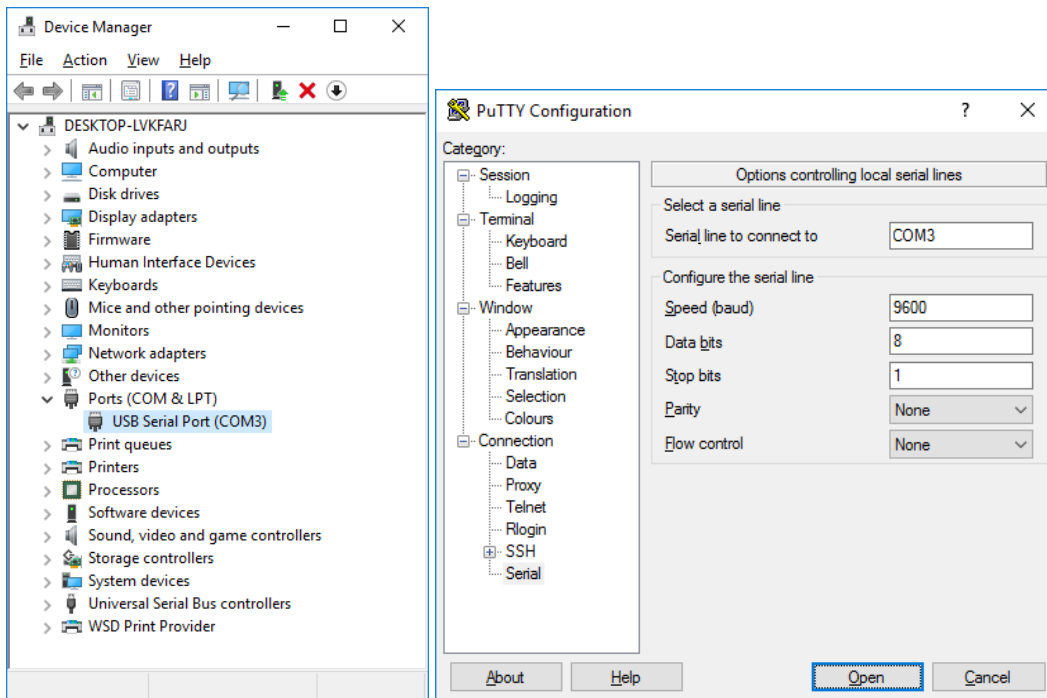 Device Manager
File Action View Help
DESKTOP-LVKFARJ
Audio inputs and outputs
Computer
Disk drives
Display adapters
Firmware
Human Interface Devices
Keyboards
Mice and other pointing devices
Monitors
Network adapters
Other devices
Ports (COM & LPT)
USB Serial Port (COM3)
Print queues
Printers
Processors
Software devices
Sound, video and game controllers
Storage controllers
System devices
Universal Serial Bus controllers
WSD Print Provider
PuTTY Configuration
Category:
Session
Logging
Terminal
Keyboard
Bell
Features
Window
Appearance
Behaviour
Translation
Selection
Colours
Connection
Data
Proxy
Telnet
Rlogin
SSH
Serial
Options controlling local serial lines
Select a serial line
Serial line to connect to COM3
Configure the serial line
Speed (baud) 9600
Data bits 8
Stop bits 1
Parity None
Flow control None
About Help Open Cancel